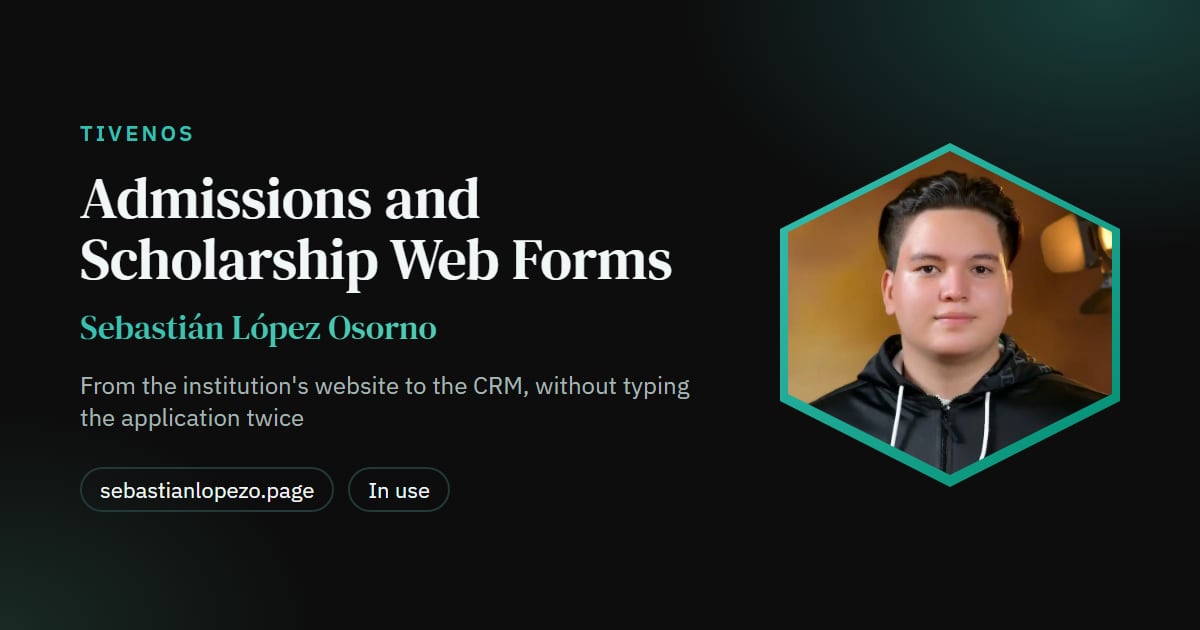 TIVENOS
Admissions and
Scholarship Web Forms
Sebastián López Osorno
From the institution's website to the CRM, without typing
the application twice
sebastianlopezo.page
In use